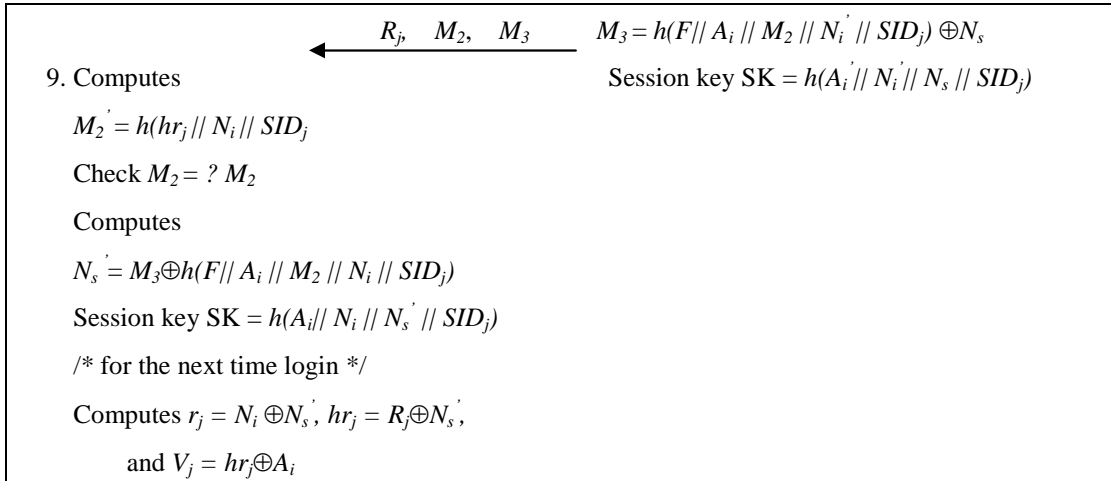 R_j, M_2, M_3 M_3 = h(F// A_i // M_2 // N_i' // SID_j) ⊕N_s
9. Computes Session key SK = h(A_i'// N_i'// N_s // SID_j)
M_2' = h(hr_j // N_i // SID_j
Check M_2 = ? M_2
Computes
N_s' = M_3⊕h(F// A_i // M_2 // N_i // SID_j)
Session key SK = h(A_i// N_i // N_s' // SID_j)
/* for the next time login */
Computes r_j = N_i ⊕N_s', hr_j = R_j⊕N_s',
and V_j = hr_j⊕A_i